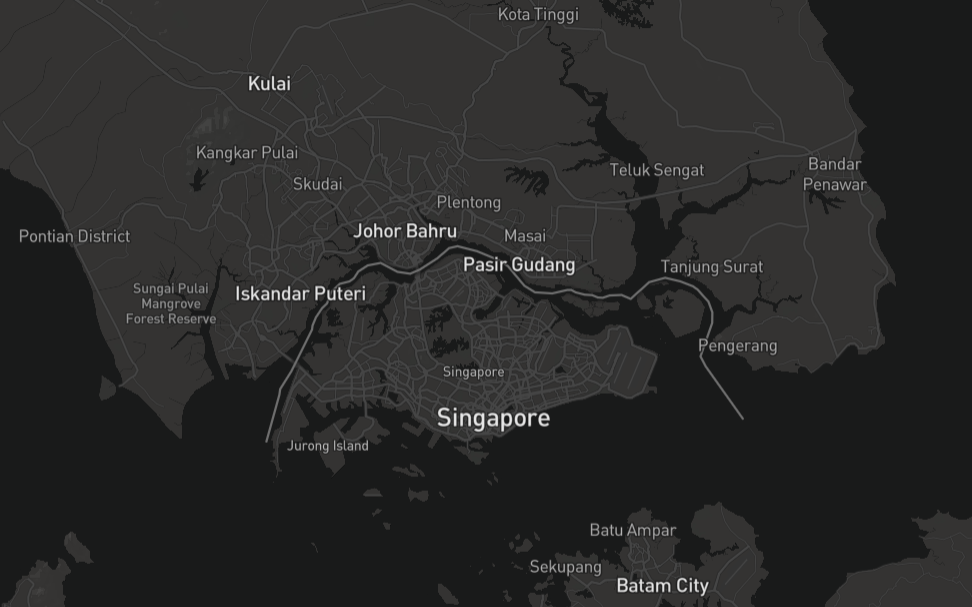 Kota Tinggi
Kulai
Kangkar Pulai
Teluk Sengat
Bandar
Penawar
Skudai
Plentong
Johor Bahru
Pontian District
Masai
Pasir Gudang
Tanjung Surat
Sungai Pulai
Mangrove
Forest Reserve
Iskandar Puteri
Pengerang
Singapore
Singapore
Jurong Island
Batu Ampar
Sekupang
Batam City